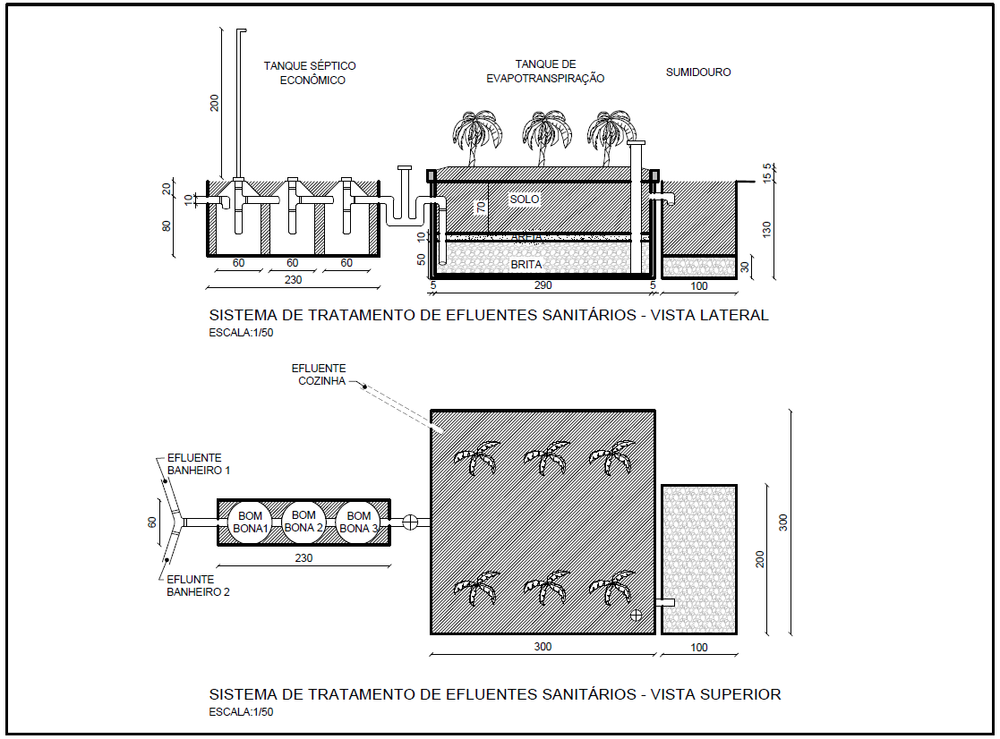 TANQUE SÉPTICO
ECONÔMICO
TANQUE DE
EVAPOTRANSPIRAÇÃO
SUMIDOURO
200
20
10
80
60
60
60
230
SOLO
70
AREIA
10
BRITA
50
5
290
5
5
15
130
30
100
SISTEMA DE TRATAMENTO DE EFLUENTES SANITÁRIOS - VISTA LATERAL
ESCALA:1/50
EFLUENTE
COZINHA
EFLUENTE
BANHEIRO 1
60
BOM
BONA1
BOM
BONA 2
BOM
BONA 3
230
EFLUNTE
BANHEIRO 2
300
100
200
300
SISTEMA DE TRATAMENTO DE EFLUENTES SANITÁRIOS - VISTA SUPERIOR
ESCALA:1/50